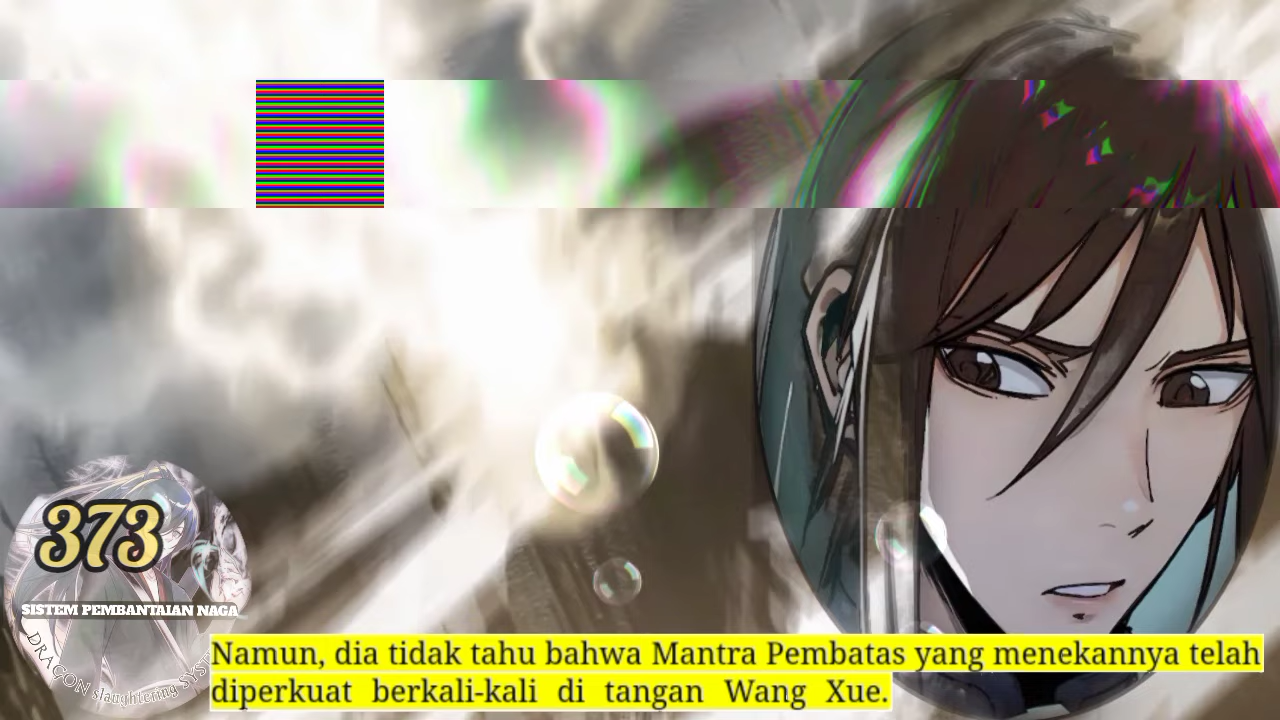 373
SISTEM PEMBANTAIAN NAGA
DRAGON slaughtering SYST
Namun, dia tidak tahu bahwa Mantra Pembatas yang menekannya telah
diperkuat berkali-kali di tangan Wang Xue.